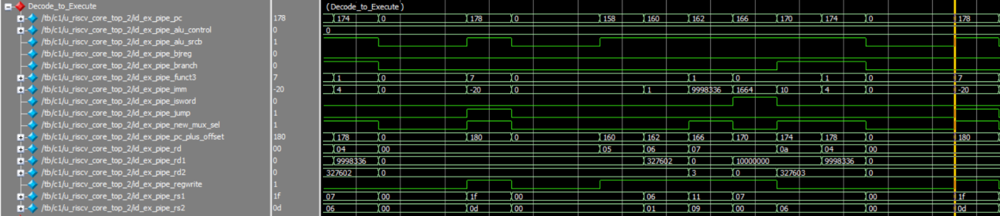 Decode_to_Execute (Decode_to_Execute )
/tb/c1/u_riscv_core_top_2/id_ex_pipe_pc 178 174 0 178 0 158 160 162 166 170 174 0 178
/tb/c1/u_riscv_core_top_2/id_ex_pipe_alu_control 0 0
/tb/c1/u_riscv_core_top_2/id_ex_pipe_alu_srcb 1
/tb/c1/u_riscv_core_top_2/id_ex_pipe_bjreg 0
/tb/c1/u_riscv_core_top_2/id_ex_pipe_branch 0
/tb/c1/u_riscv_core_top_2/id_ex_pipe_funct3 7 1 0 7 0 1 0 1 0 7
/tb/c1/u_riscv_core_top_2/id_ex_pipe_imm -20 4 0 -20 0 1 9998336 1664 10 4 0 -20
/tb/c1/u_riscv_core_top_2/id_ex_pipe_isword 0
/tb/c1/u_riscv_core_top_2/id_ex_pipe_jump 1
/tb/c1/u_riscv_core_top_2/id_ex_pipe_new_mux_sel 1
/tb/c1/u_riscv_core_top_2/id_ex_pipe_pc_plus_offset 180 178 0 180 0 160 162 166 170 174 178 0 180
/tb/c1/u_riscv_core_top_2/id_ex_pipe_rd 00 04 00 05 06 07 0a 04 00
/tb/c1/u_riscv_core_top_2/id_ex_pipe_rd1 0 9998336 0 327602 0 10000000 9998336 0
/tb/c1/u_riscv_core_top_2/id_ex_pipe_rd2 0 327602 0 3 0 327603 0
/tb/c1/u_riscv_core_top_2/id_ex_pipe_regwrite 1
/tb/c1/u_riscv_core_top_2/id_ex_pipe_rs1 1f 07 00 1f 00 06 11 07 00 1f
/tb/c1/u_riscv_core_top_2/id_ex_pipe_rs2 0d 06 00 0d 00 01 09 00 06 00 0d